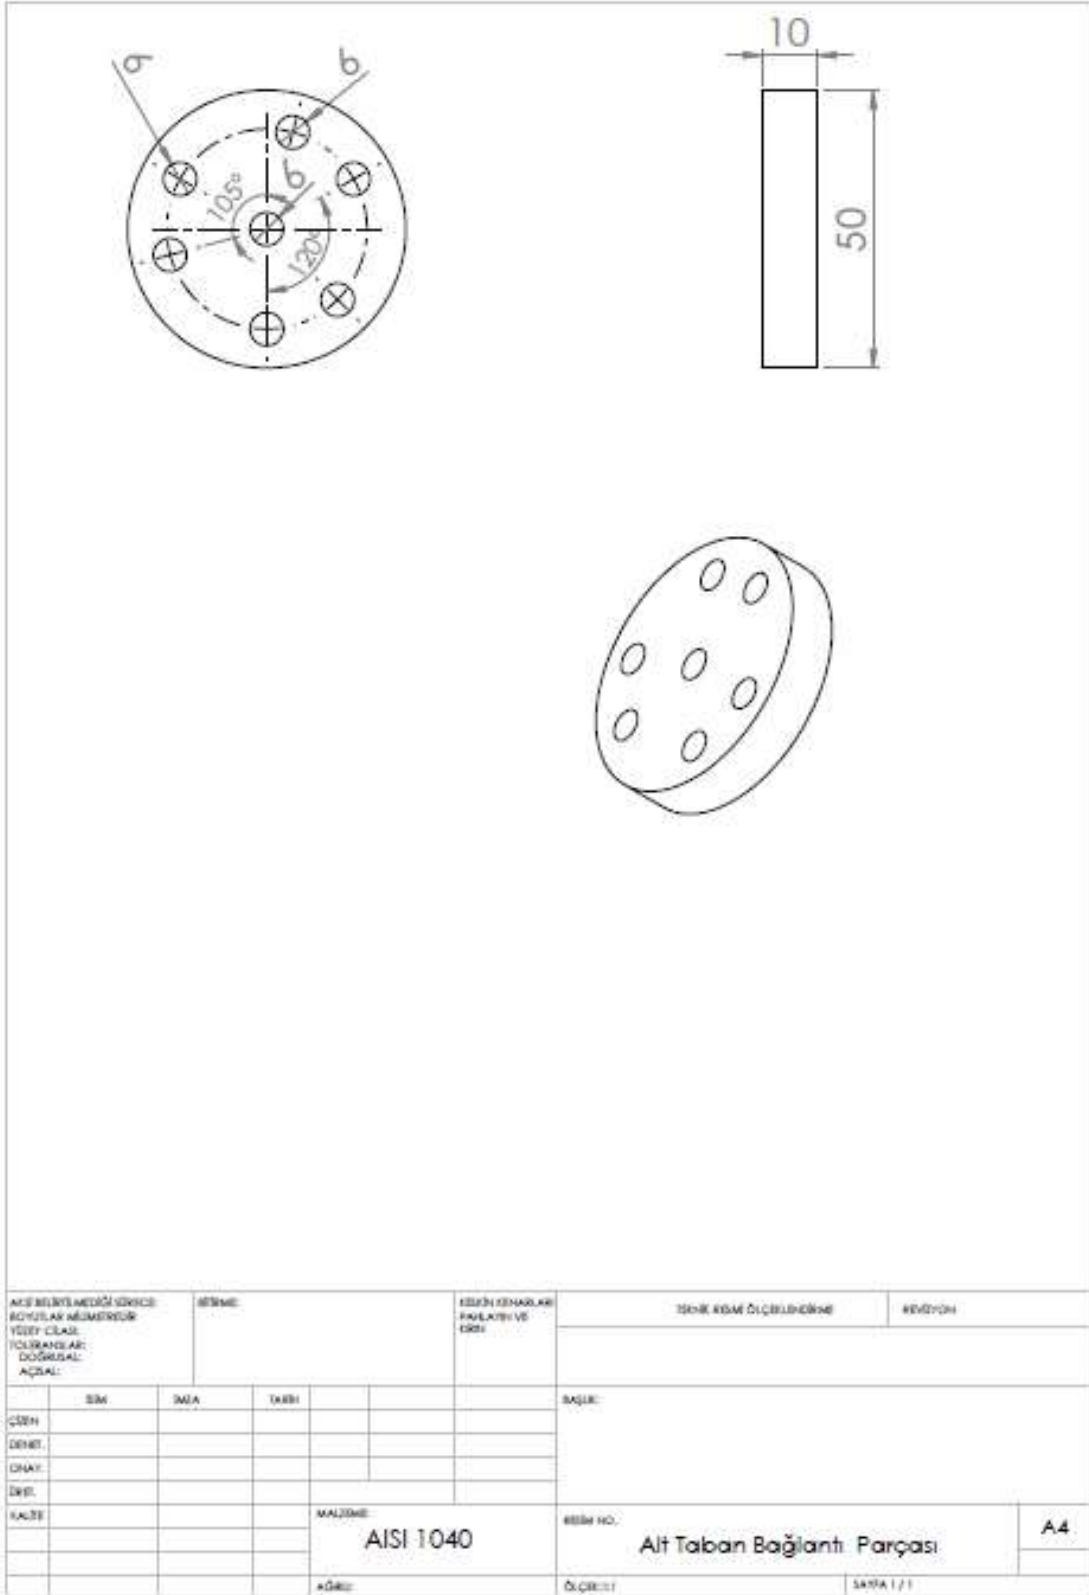 6
6
6
105°
120°
10
50
AKSİ BELİRTİLMEDİĞİ SÜRECE:
BOYUTLAR MİLİMETREDİR
YÜZEY CİLASI:
TOLERANSLAR:
DOĞRUSAL:
AÇISAL:
BİTİRME:
KESKİN KENARLARI
PAHLAYIN VE
KIRIN
TEKNİK RESMİ ÖLÇEKLENDİRME
REVİZYON
İSİM
İMZA
TARİH
BAŞLIK:
ÇİZEN
DENET.
ONAY.
ÜRET.
KALİTE
MALZEME:
AISI 1040
RESİM NO.
Alt Taban Bağlantı Parçası
A4
AĞIRLIK:
ÖLÇEK:1:1
SAYFA 1 / 1